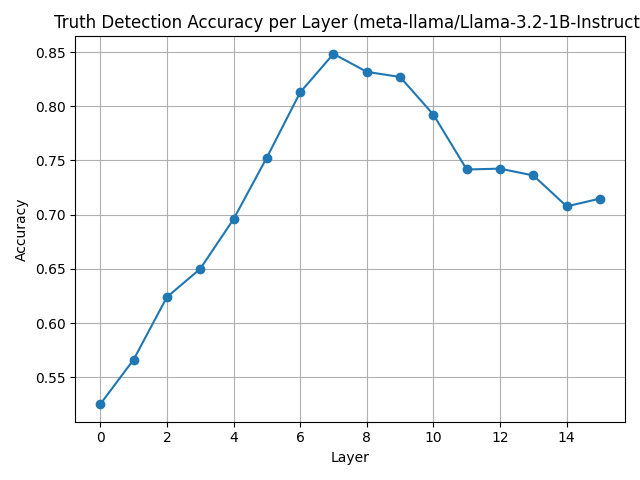 Truth Detection Accuracy per Layer (meta-llama/Llama-3.2-1B-Instruct
0.85
0.80
0.75
0.70
0.65
0.60
0.55
Accuracy
0 2 4 6 8 10 12 14
Layer